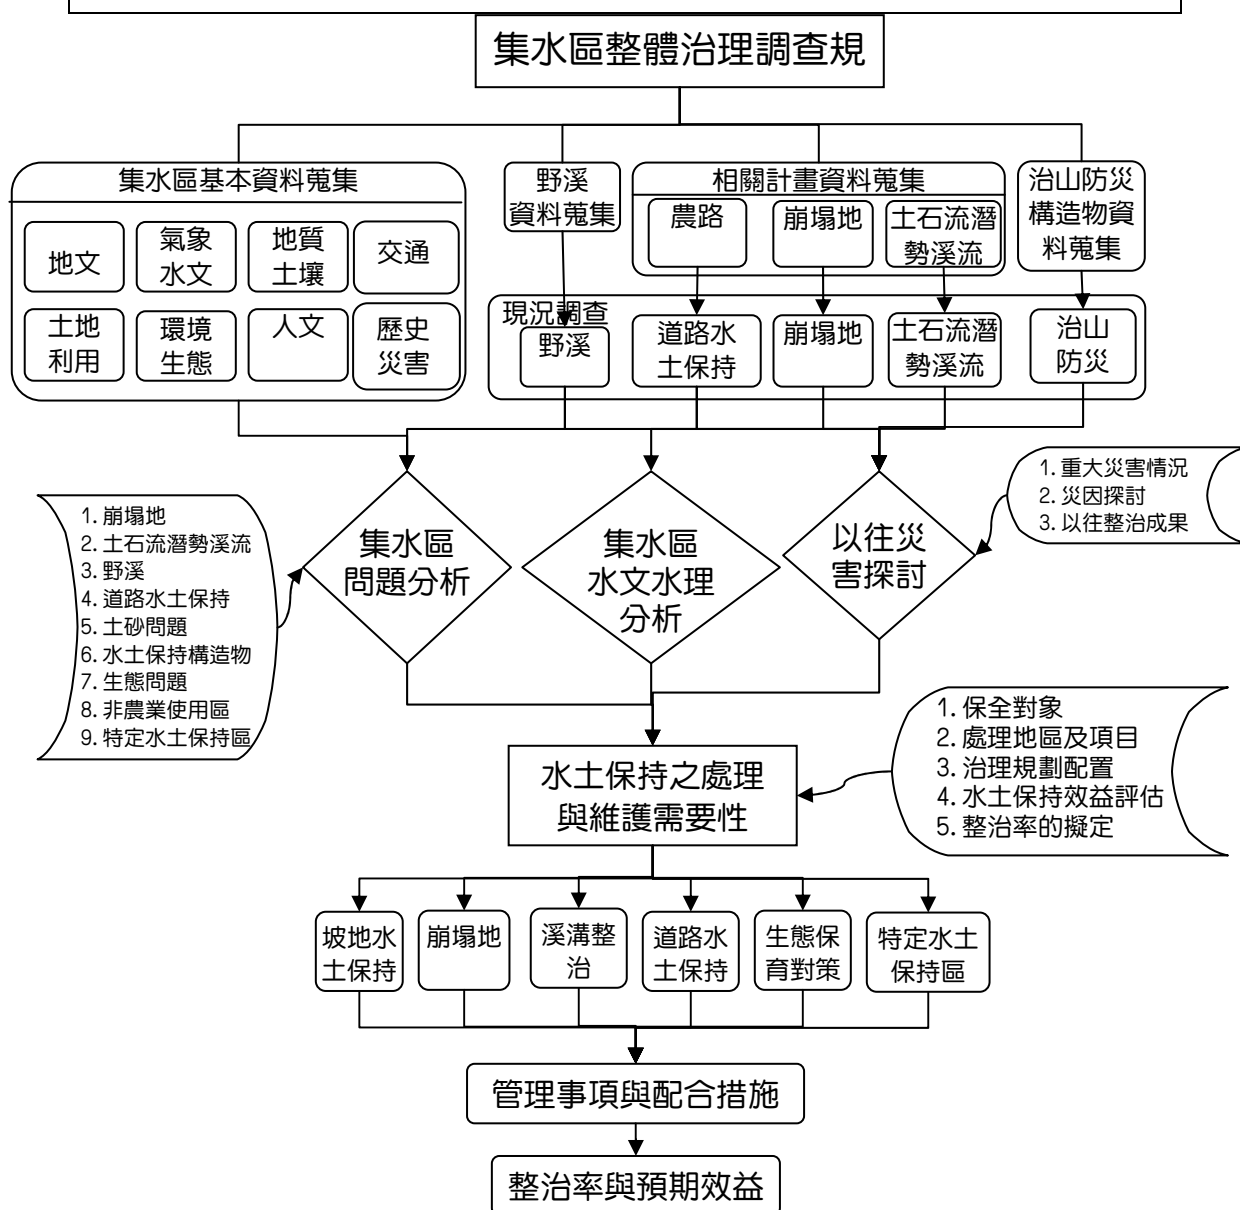 集水區整體治理調查規
集水區基本資料蒐集
地文
氣象
水文
地質
土壤
交通
土地
利用
環境
生態
人文
歷史
災害
野溪
資料蒐集
相關計畫資料蒐集
農路
崩塌地
土石流潛
勢溪流
治山防災
構造物資
料蒐集
現況調查
野溪
道路水
土保持
崩塌地
土石流潛
勢溪流
治山
防災
1. 崩塌地
2. 土石流潛勢溪流
3. 野溪
4. 道路水土保持
5. 土砂問題
6. 水土保持構造物
7. 生態問題
8. 非農業使用區
9. 特定水土保持區
集水區
問題分析
集水區
水文水理
分析
以往災
害探討
1. 重大災害情況
2. 災因探討
3. 以往整治成果
水土保持之處理
與維護需要性
1. 保全對象
2. 處理地區及項目
3. 治理規劃配置
4. 水土保持效益評估
5. 整治率的擬定
坡地水
土保持
崩塌地
溪溝整
治
道路水
土保持
生態保
育對策
特定水土
保持區
管理事項與配合措施
整治率與預期效益